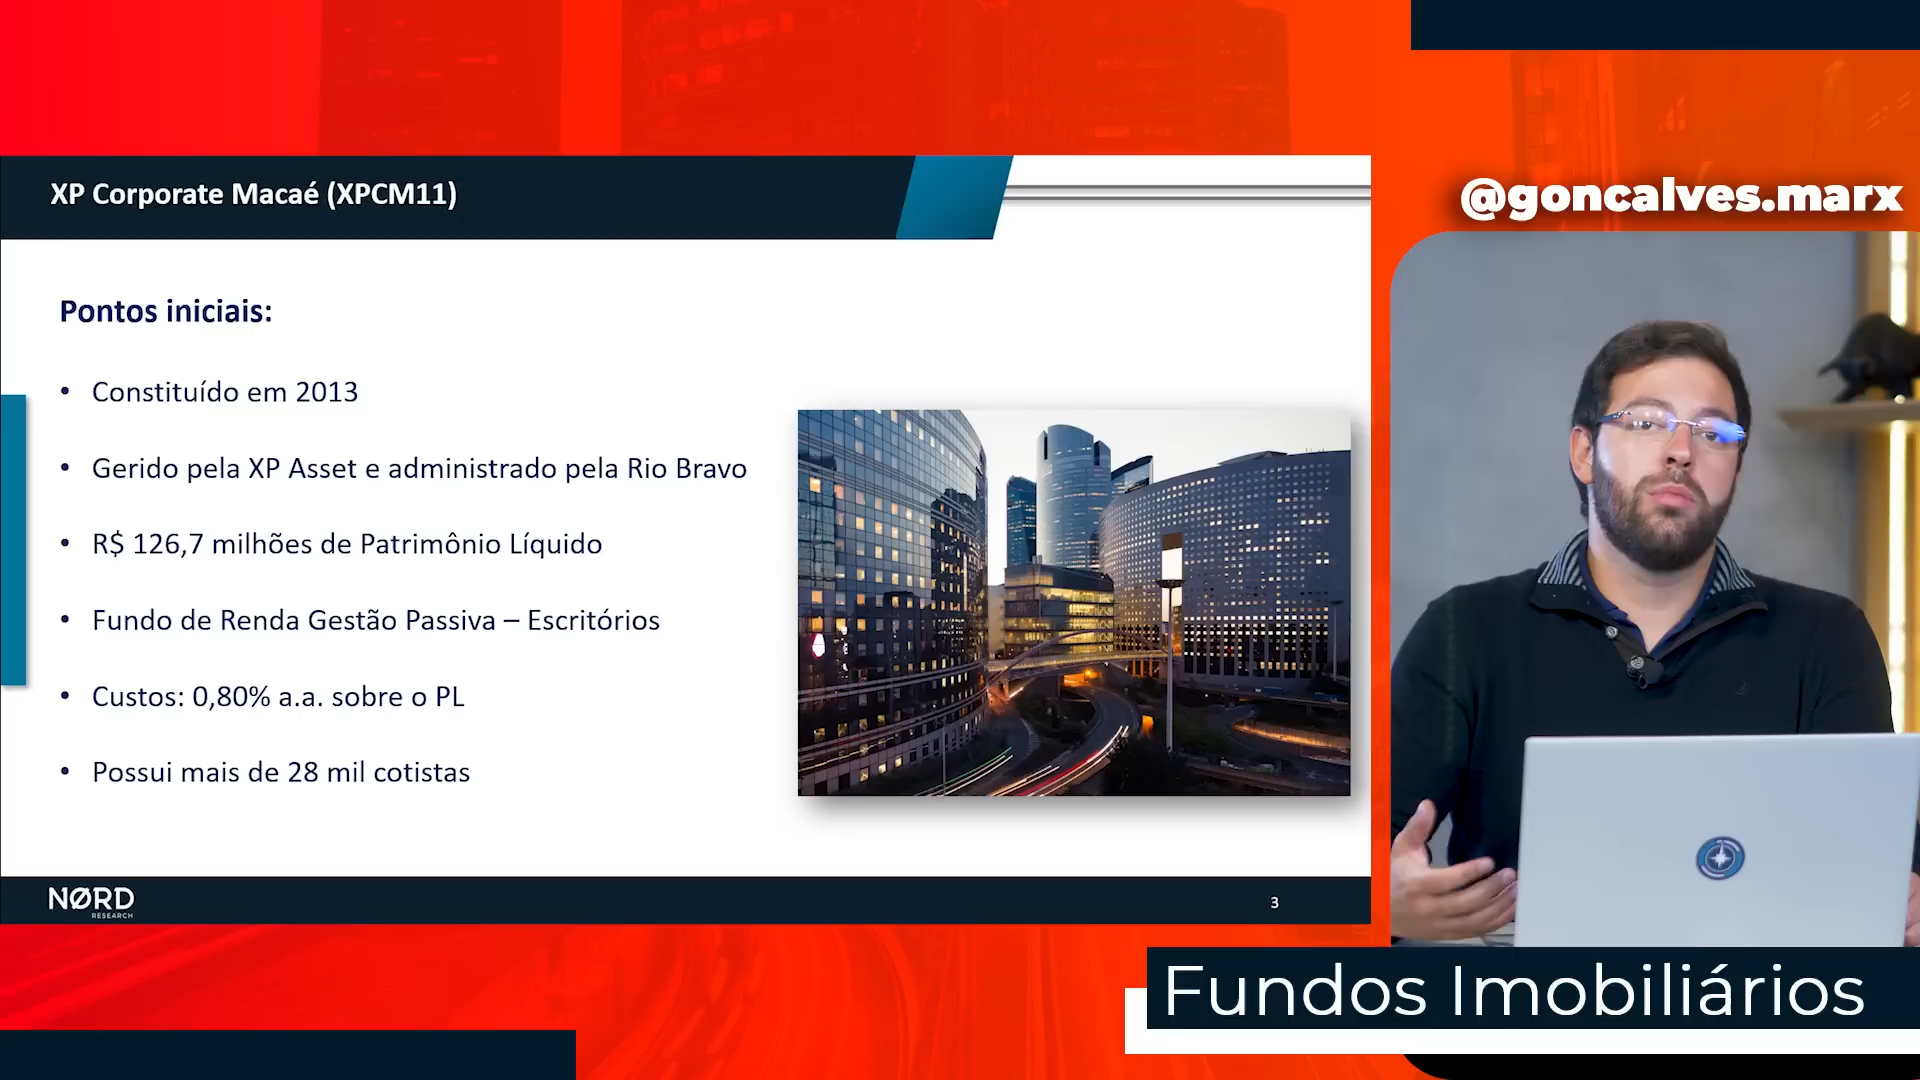 XP Corporate Macaé (XPCM11)
@goncalves.marx
Pontos iniciais:
• Constituído em 2013
• Gerido pela XP Asset e administrado pela Rio Bravo
• R$ 126,7 milhões de Patrimônio Líquido
• Fundo de Renda Gestão Passiva – Escritórios
• Custos: 0,80% a.a. sobre o PL
• Possui mais de 28 mil cotistas
NØRD
RESEARCH
3
Fundos Imobiliários